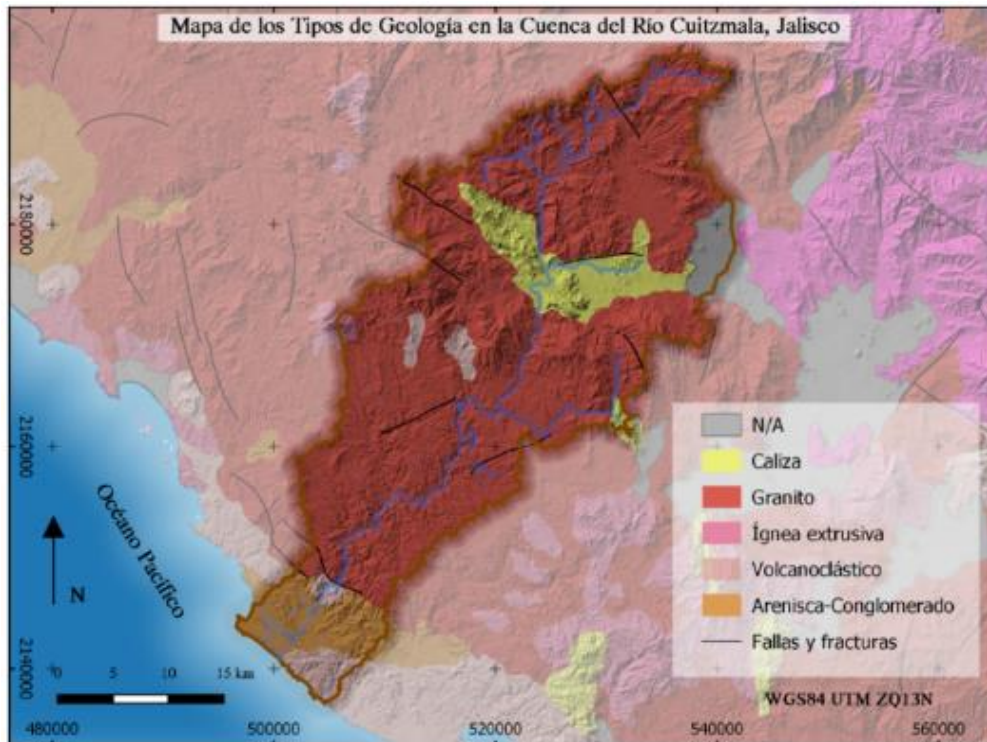 Mapa de los Tipos de Geología en la Cuenca del Río Cuitzmala, Jalisco
2180000
2160000
2140000
Océano Pacífico
N
0 5 10 15 km
N/A
Caliza
Granito
Ígnea extrusiva
Volcanoclástico
Arenisca-Conglomerado
Fallas y fracturas
WGS84 UTM ZQ13N
480000 500000 520000 540000 560000